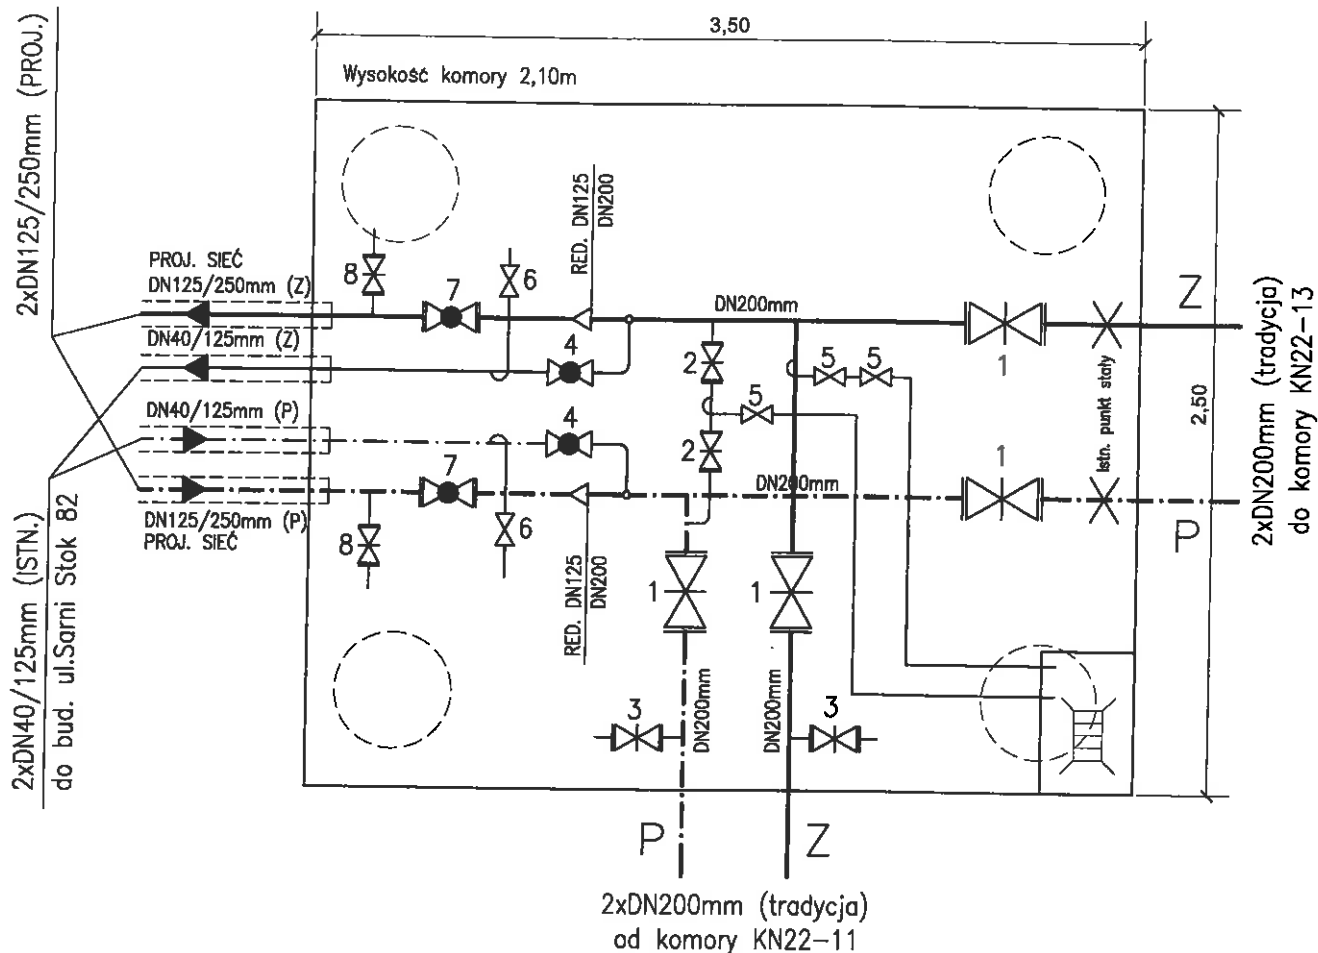 3,50
Wysokość komory 2,10m
2xDN125/250mm (PROJ.)
RED. DN125
DN200
PROJ. SIEĆ
DN125/250mm (Z)
8
7
6
DN200mm
Z
DN40/125mm (Z)
4
2
5
5
1
5
Istn. punkt stały
2,50
2xDN200mm (tradycja)
do komory KN22-13
DN40/125mm (P)
4
2
7
1
DN200mm
DN125/250mm (P)
PROJ. SIEĆ
8
6
P
2xDN40/125mm (ISTN.)
do bud. ul.Sarni Stok 82
RED. DN125
DN200
1
1
3
DN200mm
DN200mm
3
P
Z
2xDN200mm (tradycja)
od komory KN22-11